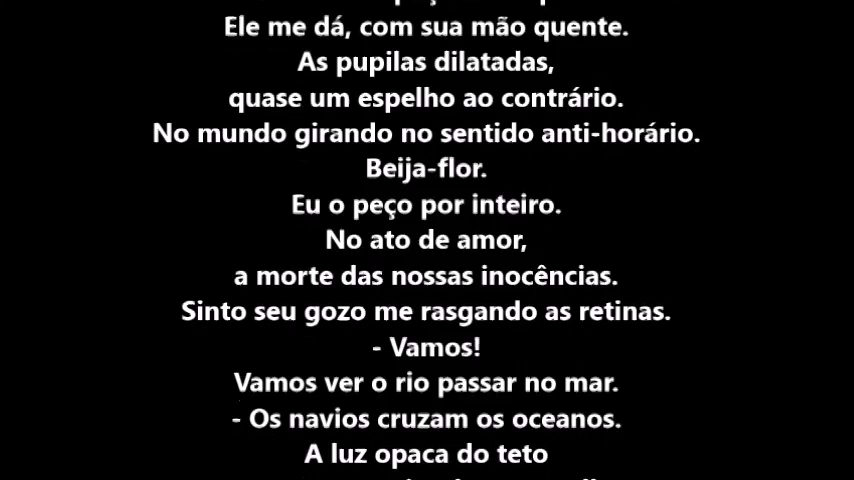 Ele me dá, com sua mão quente.
As pupilas dilatadas,
quase um espelho ao contrário.
No mundo girando no sentido anti-horário.
Beija-flor.
Eu o peço por inteiro.
No ato de amor,
a morte das nossas inocências.
Sinto seu gozo me rasgando as retinas.
- Vamos!
Vamos ver o rio passar no mar.
- Os navios cruzam os oceanos.
A luz opaca do teto